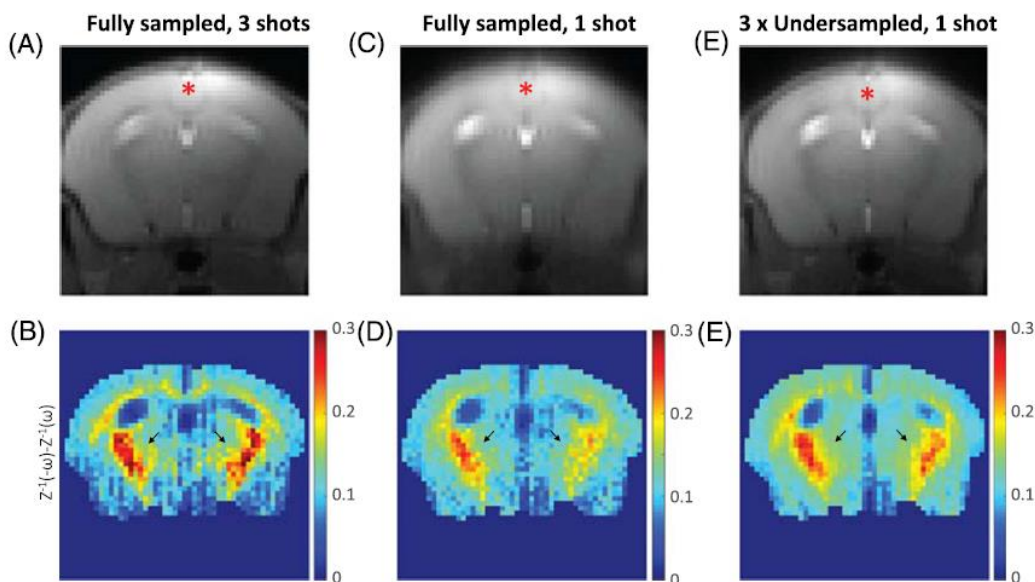 Fully sampled, 3 shots
Fully sampled, 1 shot
3 x Undersampled, 1 shot
(A)
(C)
(E)
*
*
*
(B)
(D)
(E)
Z⁻¹(-ω)-Z⁻¹(ω)
0.3
0.2
0.1
0
0.3
0.2
0.1
0
0.3
0.2
0.1
0